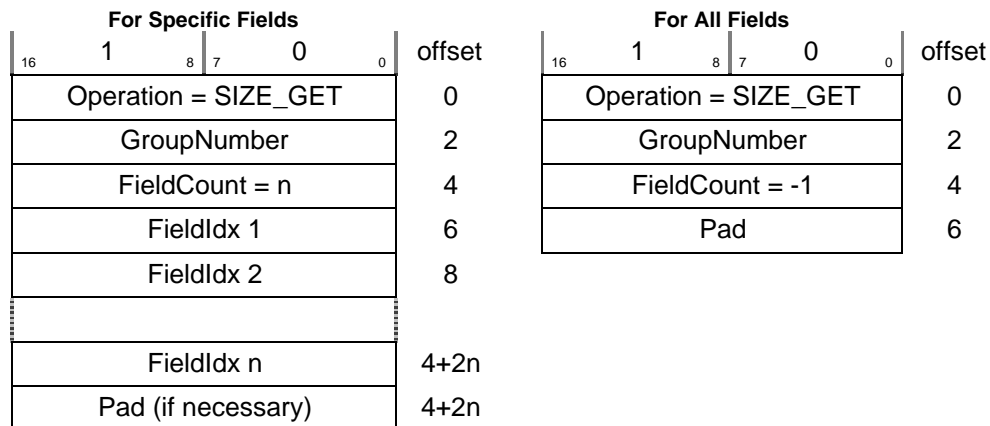 For Specific Fields
16 1 8 7 0 0 offset
Operation = SIZE_GET 0
GroupNumber 2
FieldCount = n 4
FieldIdx 1 6
FieldIdx 2 8
FieldIdx n 4+2n
Pad (if necessary) 4+2n
For All Fields
16 1 8 7 0 0 offset
Operation = SIZE_GET 0
GroupNumber 2
FieldCount = -1 4
Pad 6